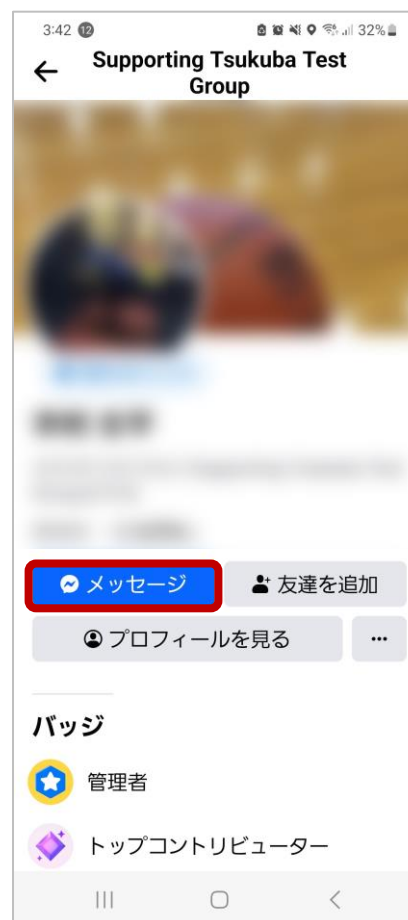 3:42 12 32%
Supporting Tsukuba Test
Group
メッセージ
友達を追加
プロフィールを見る
バッジ
管理者
トップコントリビューター